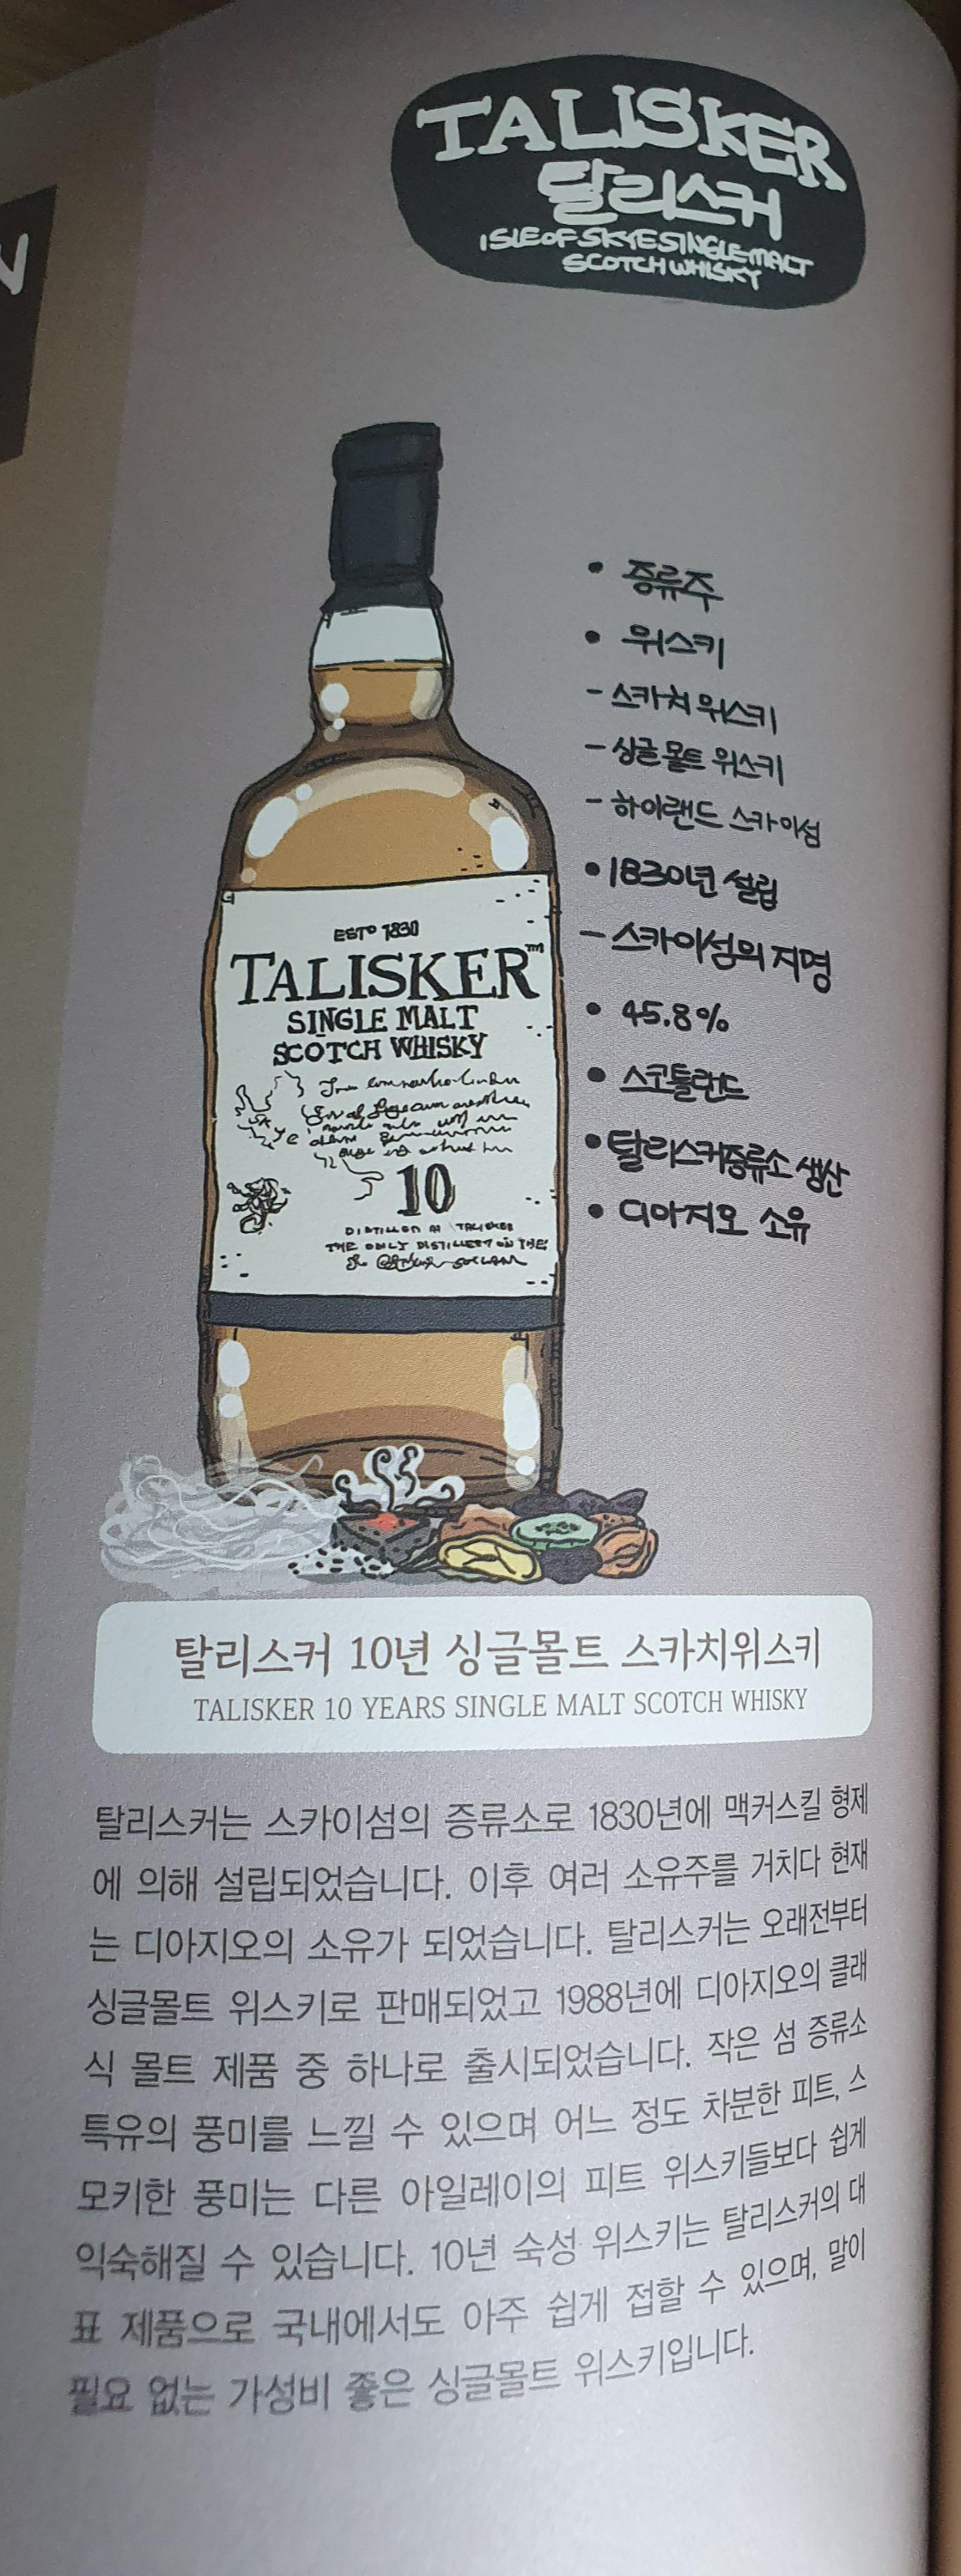 TALISKER
탈리스커
ISLE OF SKYE SINGLE MALT
SCOTCH WHISKY
• 증류주
• 위스키
- 스카치 위스키
- 싱글 몰트 위스키
- 하이랜드 스카이섬
• 1830년 설립
- 스카이섬의 지명
• 45.8%
• 스코틀랜드
• 탈리스커증류소 생산
• 디아지오 소유
ESTD 1830
TALISKER™
SINGLE MALT
SCOTCH WHISKY
10
THE ONLY DISTILLERY ON THE
탈리스커 10년 싱글몰트 스카치위스키
TALISKER 10 YEARS SINGLE MALT SCOTCH WHISKY
탈리스커는 스카이섬의 증류소로 1830년에 맥커스킬 형제
에 의해 설립되었습니다. 이후 여러 소유주를 거치다 현재
는 디아지오의 소유가 되었습니다. 탈리스커는 오래전부터
싱글몰트 위스키로 판매되었고 1988년에 디아지오의 클래
식 몰트 제품 중 하나로 출시되었습니다. 작은 섬 증류소
특유의 풍미를 느낄 수 있으며 어느 정도 차분한 피트, 스
모키한 풍미는 다른 아일레이의 피트 위스키들보다 쉽게
익숙해질 수 있습니다. 10년 숙성 위스키는 탈리스커의 대
표 제품으로 국내에서도 아주 쉽게 접할 수 있으며, 말이
필요 없는 가성비 좋은 싱글몰트 위스키입니다.